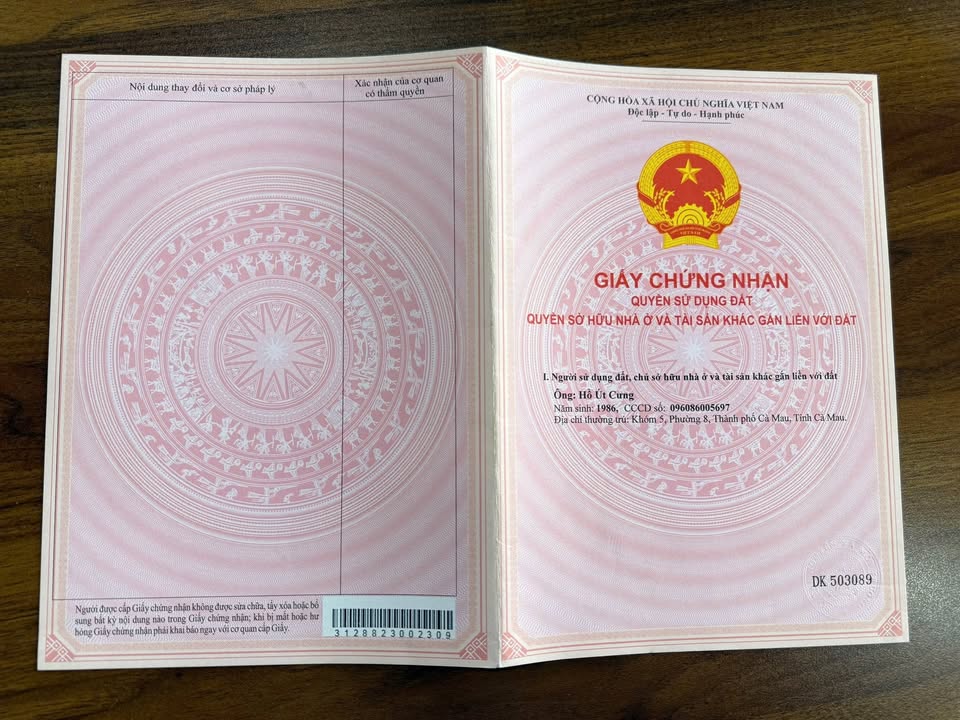 Nội dung thay đổi và cơ sở pháp lý
Xác nhận của cơ quan
có thẩm quyền
Người được cấp Giấy chứng nhận không được sửa chữa, tẩy xóa hoặc bổ
sung bất kỳ nội dung nào trong Giấy chứng nhận; khi bị mất hoặc hư
hỏng Giấy chứng nhận phải khai báo ngay với cơ quan cấp Giấy.
3128823002309
CỘNG HÒA XÃ HỘI CHỦ NGHĨA VIỆT NAM
Độc lập - Tự do - Hạnh phúc
VIỆT NAM
GIẤY CHỨNG NHẬN
QUYỀN SỬ DỤNG ĐẤT
QUYỀN SỞ HỮU NHÀ Ở VÀ TÀI SẢN KHÁC GẮN LIỀN VỚI ĐẤT
I. Người sử dụng đất, chủ sở hữu nhà ở và tài sản khác gắn liền với đất
Ông: Hồ Út Cưng
Năm sinh: 1986, CCCD số: 096086005697
Địa chỉ thường trú: Khóm 5, Phường 8, Thành phố Cà Mau, Tỉnh Cà Mau.
DK 503089